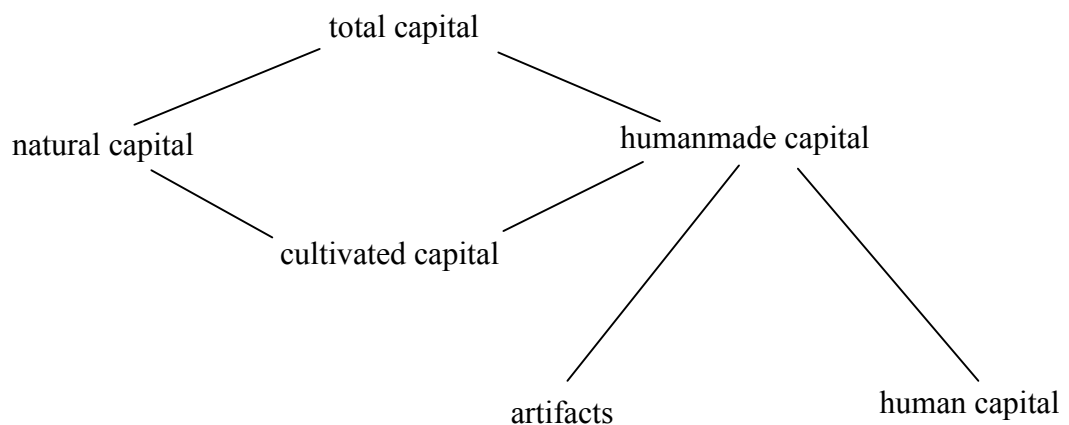 total capital
natural capital
humanmade capital
cultivated capital
artifacts
human capital